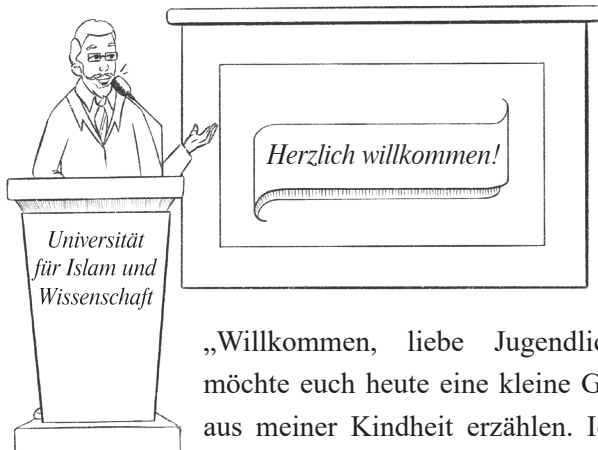 Herzlich willkommen!
Universität
für Islam und
Wissenschaft
„Willkommen, liebe
möchte euch heute eine kleine
aus meiner Kindheit erzählen.